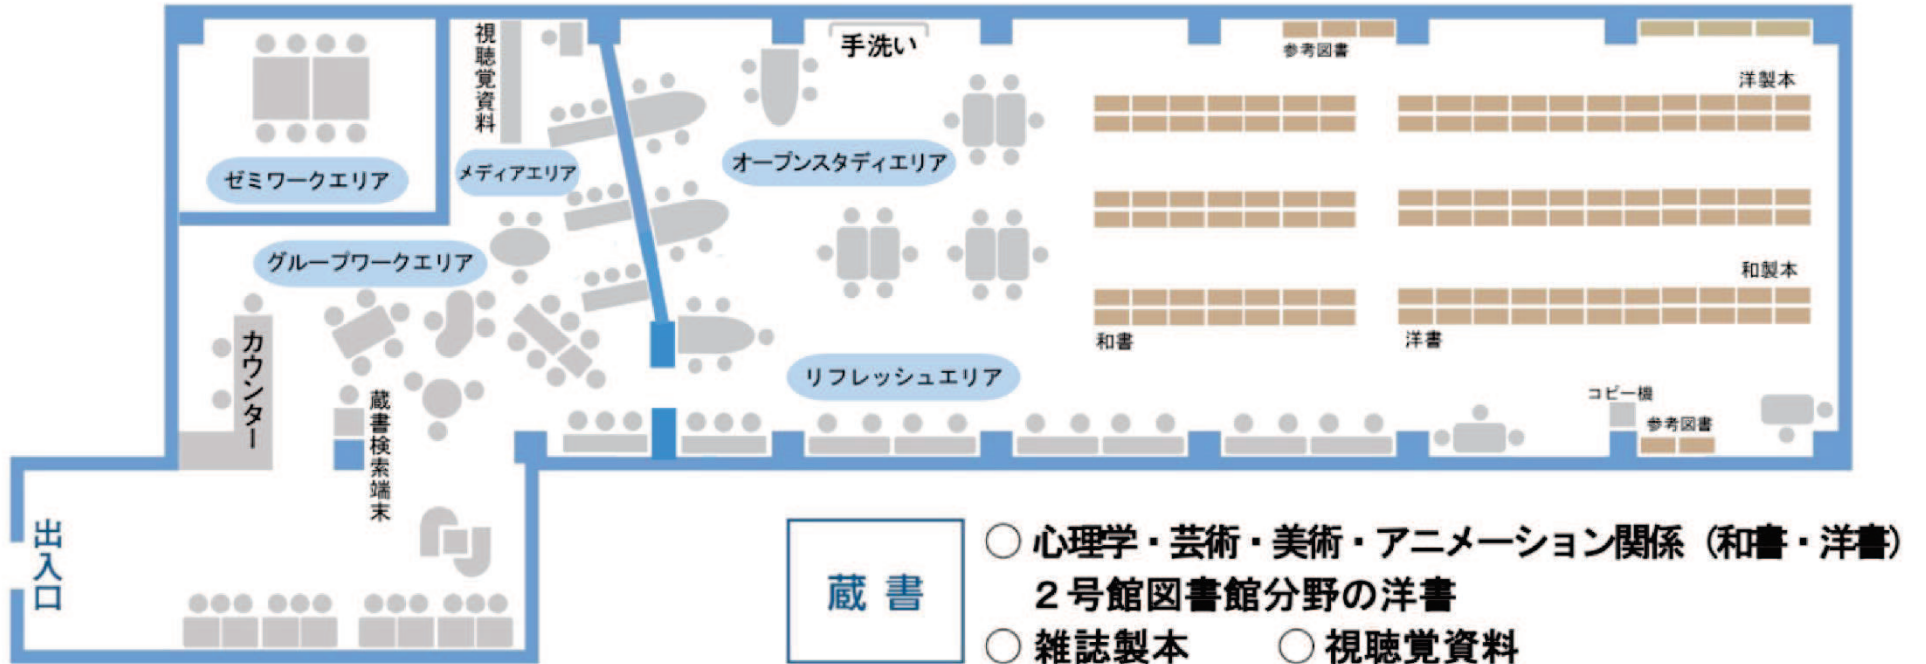 手洗い
参考図書
視聴覚資料
洋製本
オープンスタディエリア
メディアエリア
ゼミワークエリア
グループワークエリア
和製本
カウンター
和書
洋書
リフレッシュエリア
コピー機
蔵書検索端末
参考図書
出入口
蔵書
○ 心理学・芸術・美術・アニメーション関係（和書・洋書）
２号館図書館分野の洋書
○ 雑誌製本 ○ 視聴覚資料